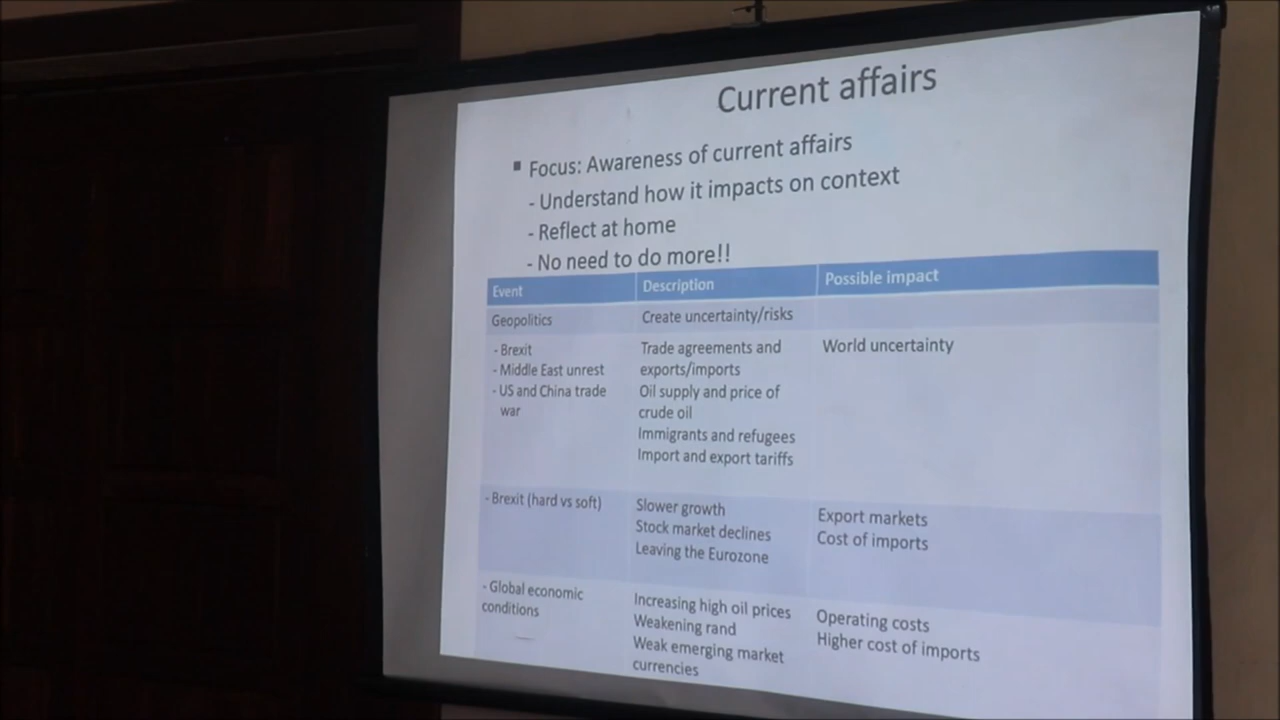 Current affairs
▪ Focus: Awareness of current affairs
- Understand how it impacts on context
- Reflect at home
- No need to do more!!
Event
Description
Possible impact
Geopolitics
Create uncertainty/risks
- Brexit
- Middle East unrest
- US and China trade
war
Trade agreements and
exports/imports
Oil supply and price of
crude oil
Immigrants and refugees
Import and export tariffs
World uncertainty
- Brexit (hard vs soft)
Slower growth
Stock market declines
Leaving the Eurozone
Export markets
Cost of imports
- Global economic
conditions
Increasing high oil prices
Weakening rand
Weak emerging market
currencies
Operating costs
Higher cost of imports